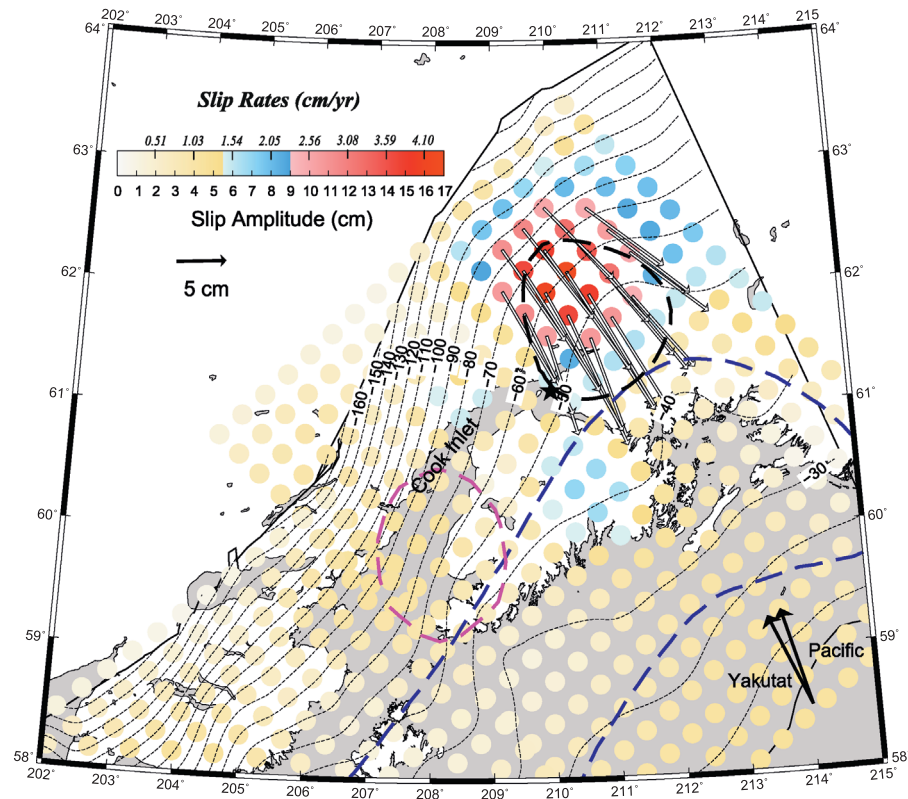 202° 203° 204° 205° 206° 207° 208° 209° 210° 211° 212° 213° 214° 215°
64° 64°
Slip Rates (cm/yr)
0.51 1.03 1.54 2.05 2.56 3.08 3.59 4.10
63° 63°
0 1 2 3 4 5 6 7 8 9 10 11 12 13 14 15 16 17
Slip Amplitude (cm)
5 cm
62° 62°
-160 -150 -140 -130 -120 -110 -100 -90 -80 -70 -60 -50 -40
61° 61°
Cook Inlet
-30
60° 60°
59° 59°
Pacific
Yakutat
58° 58°
202° 203° 204° 205° 206° 207° 208° 209° 210° 211° 212° 213° 214° 215°